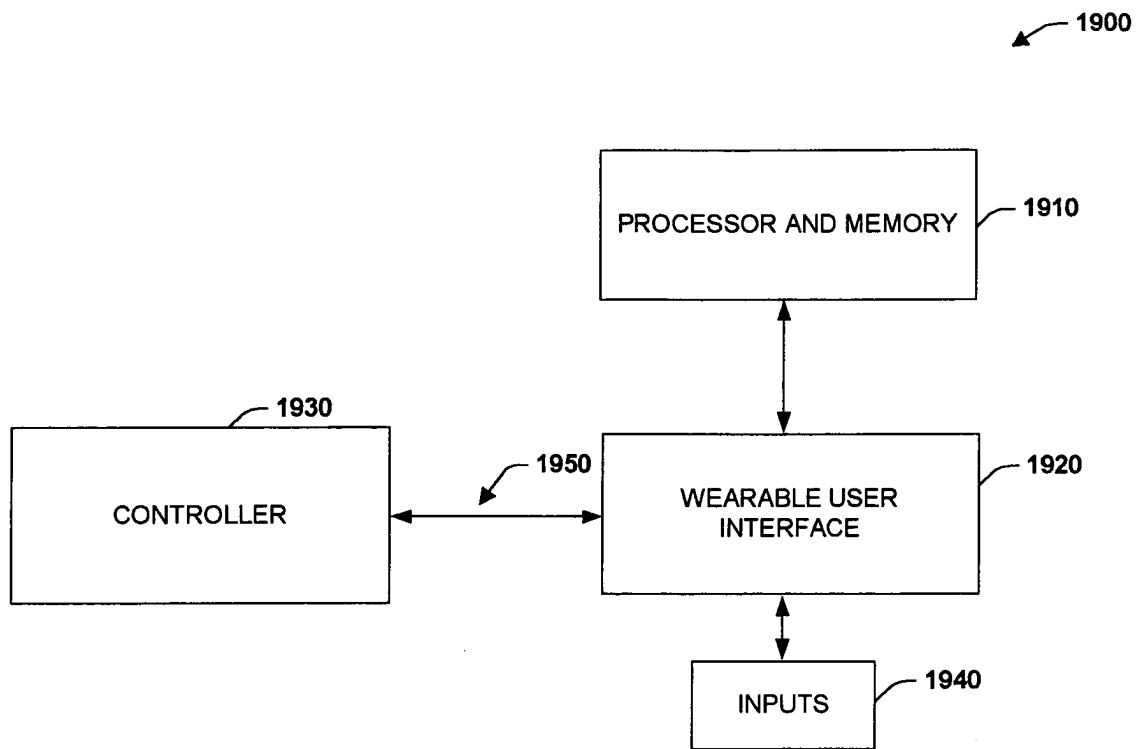 1900
PROCESSOR AND MEMORY
1910
1930
CONTROLLER
1950
WEARABLE USER
INTERFACE
1920
INPUTS
1940